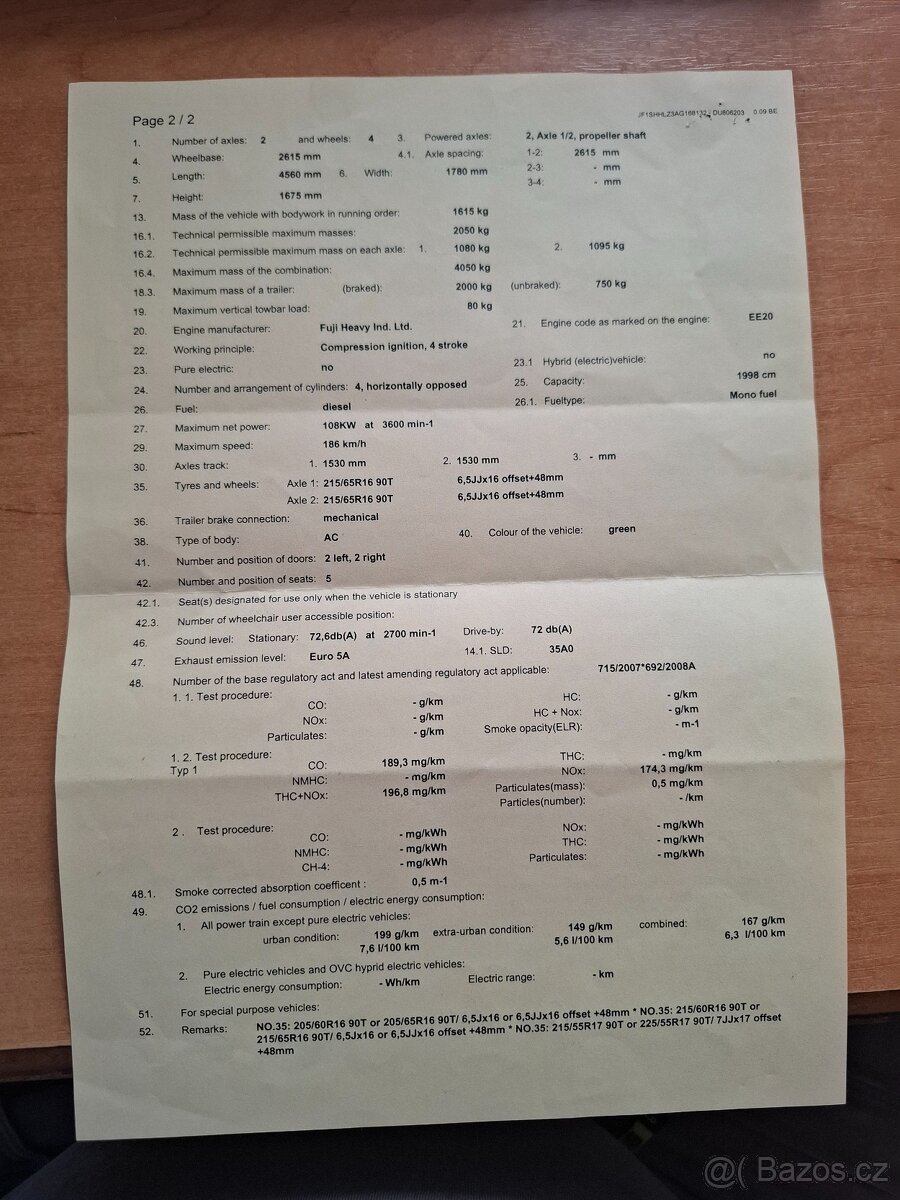 Page 2 / 2
JF1SHHLZ3AG168132 - DU806203 0.09 BE
1. Number of axles: 2 and wheels: 4 3. Powered axles: 2, Axle 1/2, propeller shaft
4. Wheelbase: 2615 mm 4.1. Axle spacing: 1-2: 2615 mm
5. Length: 4560 mm 6. Width: 1780 mm 2-3: - mm
3-4: - mm
7. Height: 1675 mm
13. Mass of the vehicle with bodywork in running order: 1615 kg
16.1. Technical permissible maximum masses: 2050 kg
16.2. Technical permissible maximum mass on each axle: 1. 1080 kg 2. 1095 kg
16.4. Maximum mass of the combination: 4050 kg
18.3. Maximum mass of a trailer: (braked): 2000 kg (unbraked): 750 kg
19. Maximum vertical towbar load: 80 kg
20. Engine manufacturer: Fuji Heavy Ind. Ltd. 21. Engine code as marked on the engine: EE20
22. Working principle: Compression ignition, 4 stroke
23. Pure electric: no 23.1 Hybrid (electric)vehicle: no
24. Number and arrangement of cylinders: 4, horizontally opposed 25. Capacity: 1998 cm
26. Fuel: diesel 26.1. Fueltype: Mono fuel
27. Maximum net power: 108KW at 3600 min-1
29. Maximum speed: 186 km/h
30. Axles track: 1. 1530 mm 2. 1530 mm 3. - mm
35. Tyres and wheels: Axle 1: 215/65R16 90T 6,5JJx16 offset+48mm
Axle 2: 215/65R16 90T 6,5JJx16 offset+48mm
36. Trailer brake connection: mechanical
38. Type of body: AC 40. Colour of the vehicle: green
41. Number and position of doors: 2 left, 2 right
42. Number and position of seats: 5
42.1. Seat(s) designated for use only when the vehicle is stationary
42.3. Number of wheelchair user accessible position:
46. Sound level: Stationary: 72,6db(A) at 2700 min-1 Drive-by: 72 db(A)
47. Exhaust emission level: Euro 5A 14.1. SLD: 35A0
48. Number of the base regulatory act and latest amending regulatory act applicable: 715/2007*692/2008A
1. 1. Test procedure: CO: - g/km HC: - g/km
NOx: - g/km HC + Nox: - g/km
Particulates: - g/km Smoke opacity(ELR): - m-1
1. 2. Test procedure: CO: 189,3 mg/km THC: - mg/km
Typ 1 NMHC: - mg/km NOx: 174,3 mg/km
THC+NOx: 196,8 mg/km Particulates(mass): 0,5 mg/km
Particles(number): - /km
2 . Test procedure: CO: - mg/kWh NOx: - mg/kWh
NMHC: - mg/kWh THC: - mg/kWh
CH-4: - mg/kWh Particulates: - mg/kWh
48.1. Smoke corrected absorption coefficent : 0,5 m-1
49. CO2 emissions / fuel consumption / electric energy consumption:
1. All power train except pure electric vehicles:
urban condition: 199 g/km extra-urban condition: 149 g/km combined: 167 g/km
7,6 l/100 km 5,6 l/100 km 6,3 l/100 km
2. Pure electric vehicles and OVC hyprid electric vehicles:
Electric energy consumption: - Wh/km Electric range: - km
51. For special purpose vehicles:
52. Remarks: NO.35: 205/60R16 90T or 205/65R16 90T/ 6,5Jx16 or 6,5JJx16 offset +48mm * NO.35: 215/60R16 90T or
215/65R16 90T/ 6,5Jx16 or 6,5JJx16 offset +48mm * NO.35: 215/55R17 90T or 225/55R17 90T/ 7JJx17 offset
+48mm
@( Bazos.cz